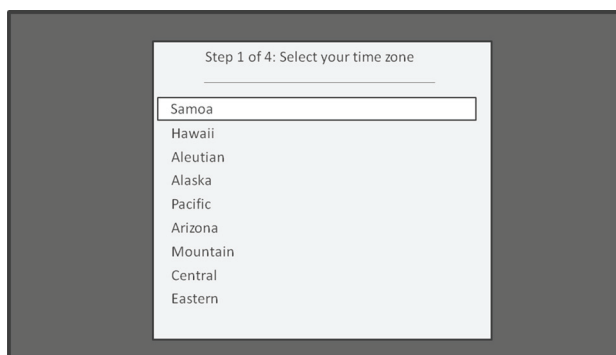 Step 1 of 4: Select your time zone
Samoa
Hawaii
Aleutian
Alaska
Pacific
Arizona
Mountain
Central
Eastern